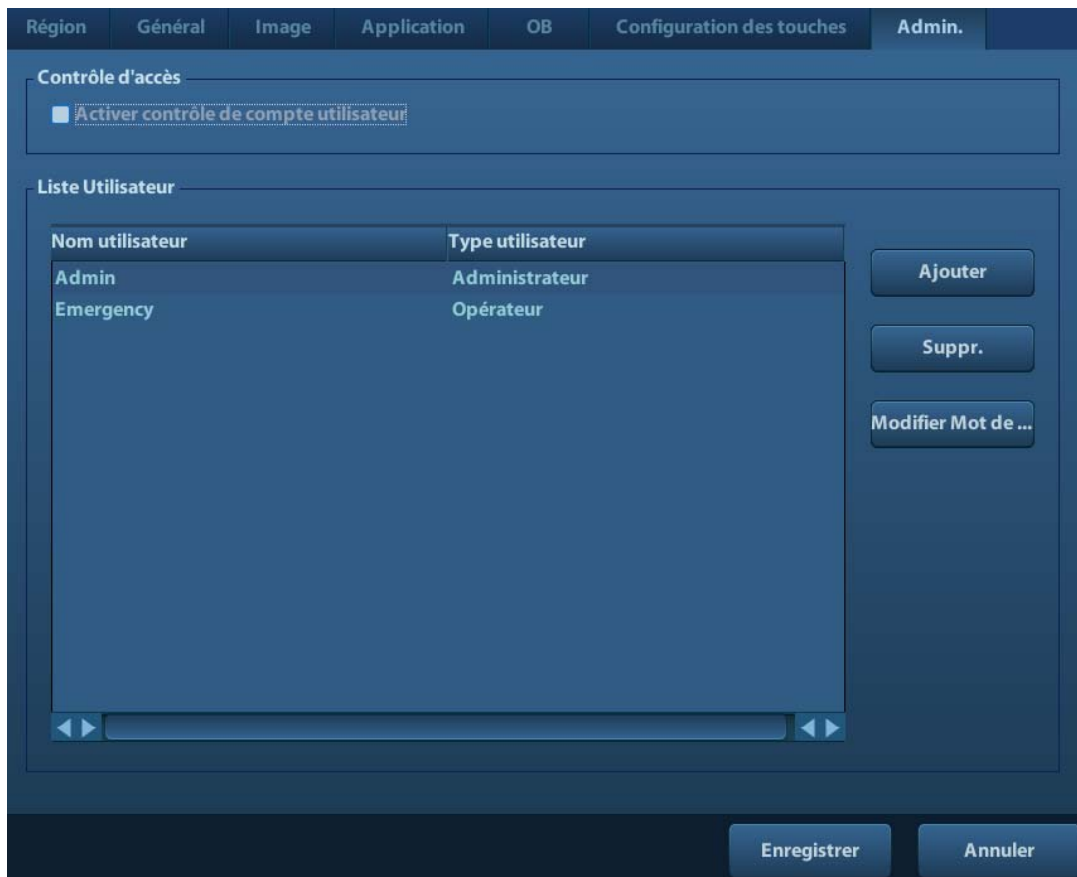 Région Général Image Application OB Configuration des touches Admin.
Contrôle d'accès
Activer contrôle de compte utilisateur
Liste Utilisateur
Nom utilisateur Type utilisateur
Admin Administrateur
Emergency Opérateur
Ajouter
Suppr.
Modifier Mot de ...
Enregistrer Annuler